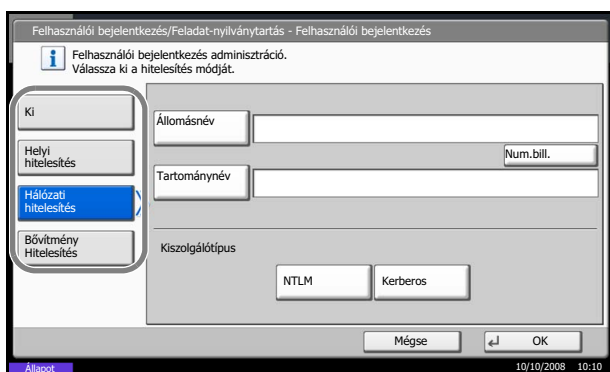 Felhasználói bejelentkezés/Feladat-nyilvántartás - Felhasználói bejelentkezés
Felhasználói bejelentkezés adminisztráció.
Válassza ki a hitelesítés módját.
Ki
Helyi
hitelesítés
Hálózati
hitelesítés
Bővítmény
Hitelesítés
Állomásnév
Num.bill.
Tartománynév
Kiszolgálótípus
NTLM
Kerberos
Mégse
OK
Állapot
10/10/2008 10:10